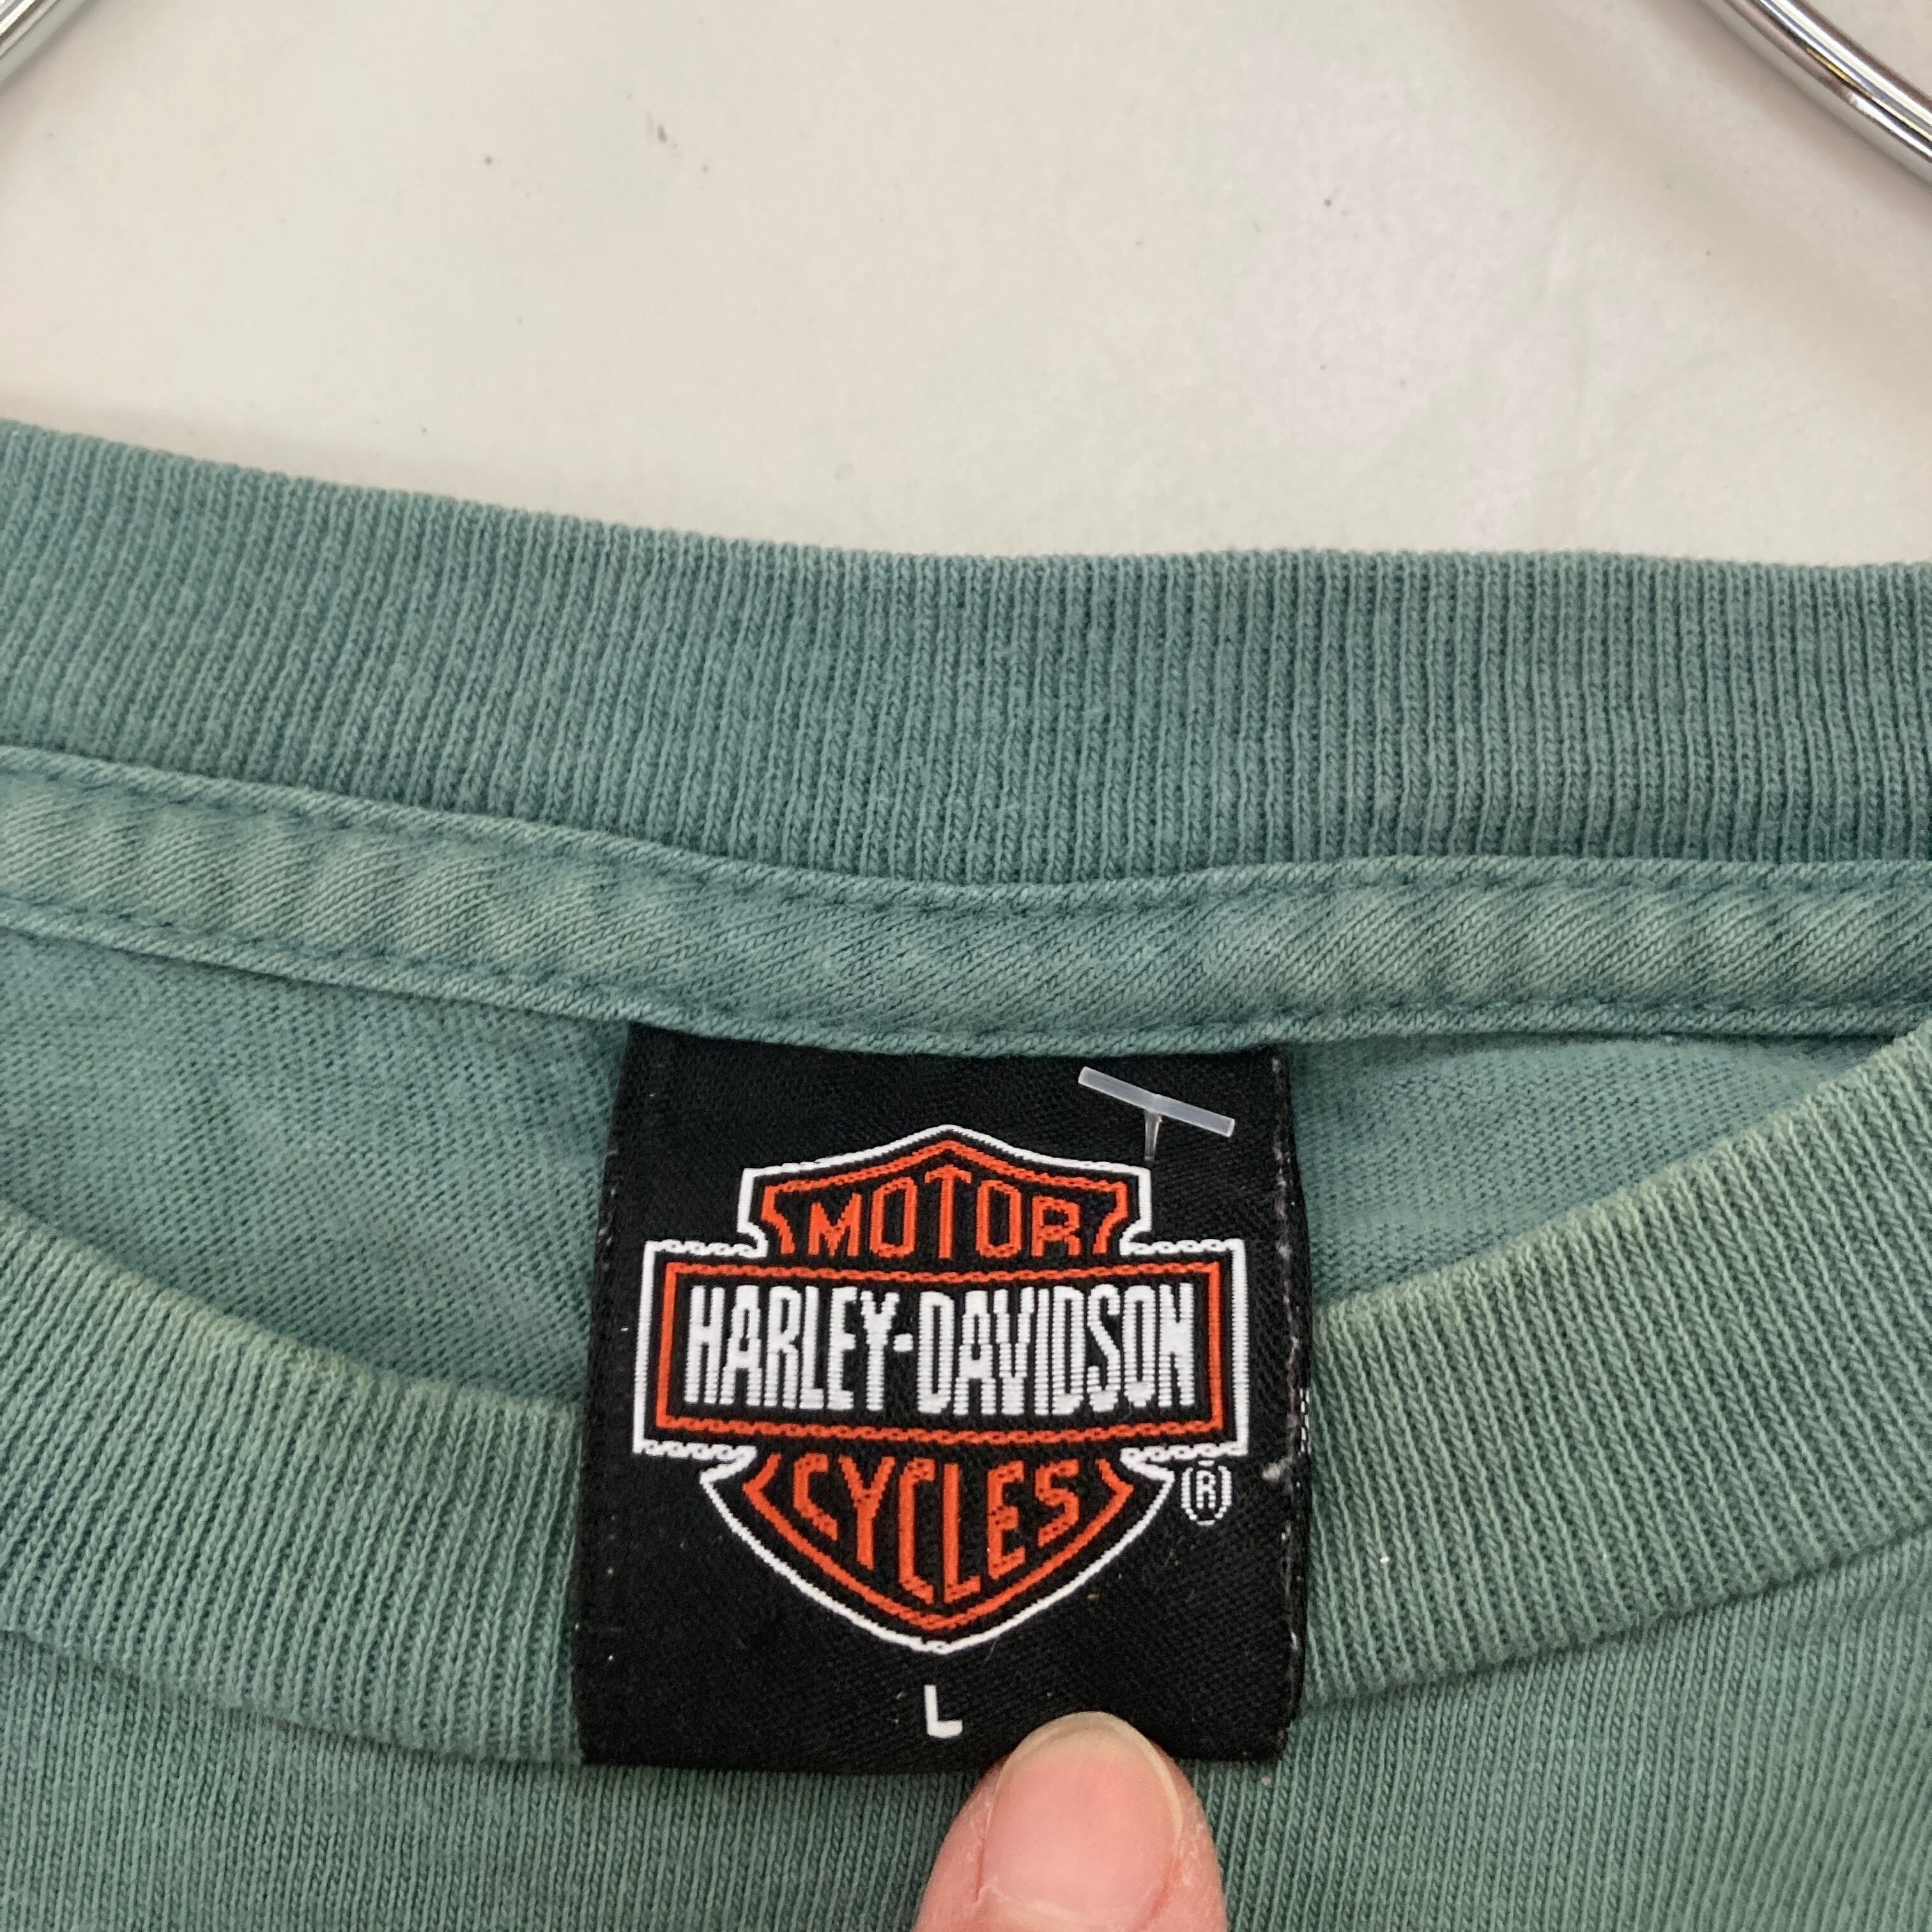 MOTOR
HARLEY-DAVIDSON
CYCLES
®
L